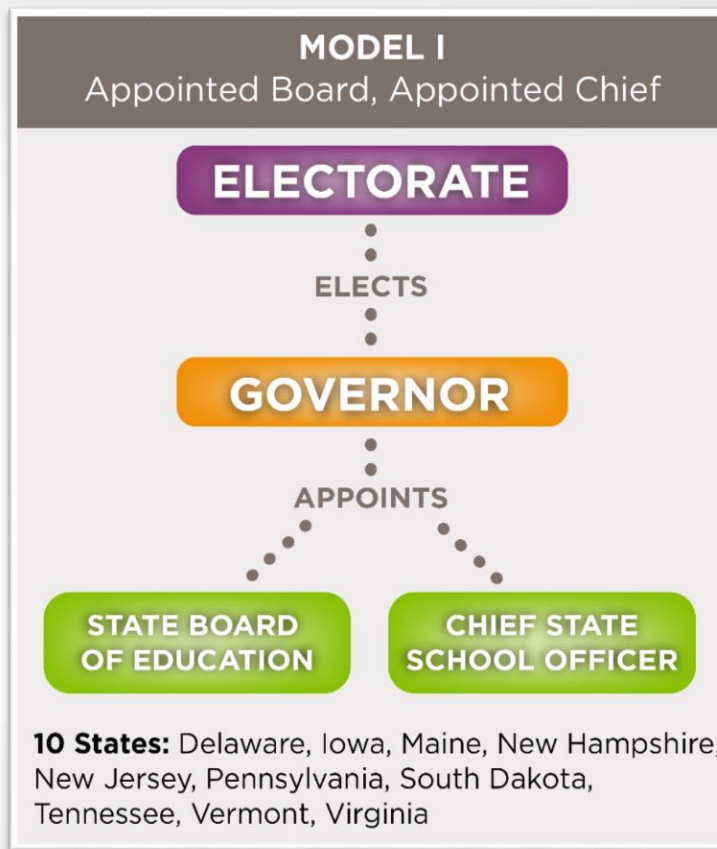 MODEL I
Appointed Board, Appointed Chief
ELECTORATE
ELECTS
GOVERNOR
APPOINTS
STATE BOARD
OF EDUCATION
CHIEF STATE
SCHOOL OFFICER
10 States: Delaware, Iowa, Maine, New Hampshire,
New Jersey, Pennsylvania, South Dakota,
Tennessee, Vermont, Virginia